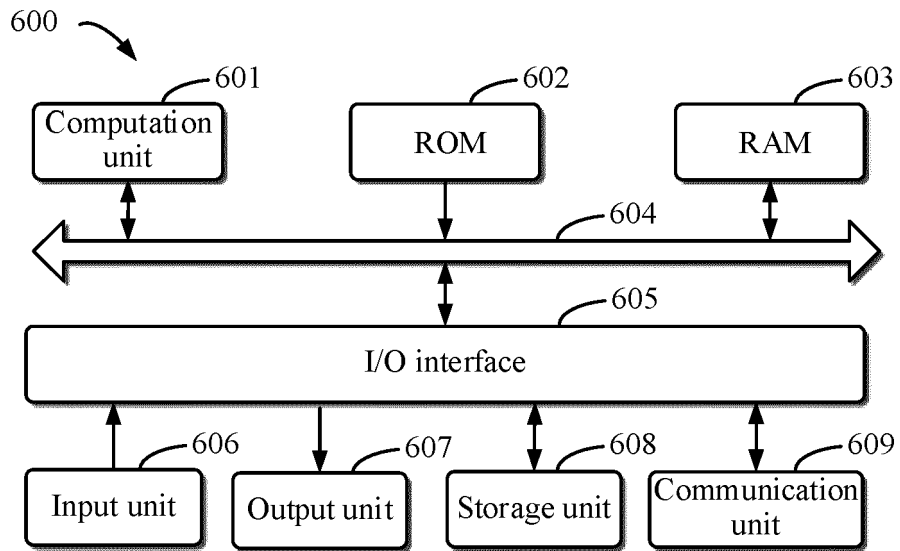 600
601
602
603
Computation
unit
ROM
RAM
604
605
I/O interface
606
607
608
609
Input unit
Output unit
Storage unit
Communication
unit